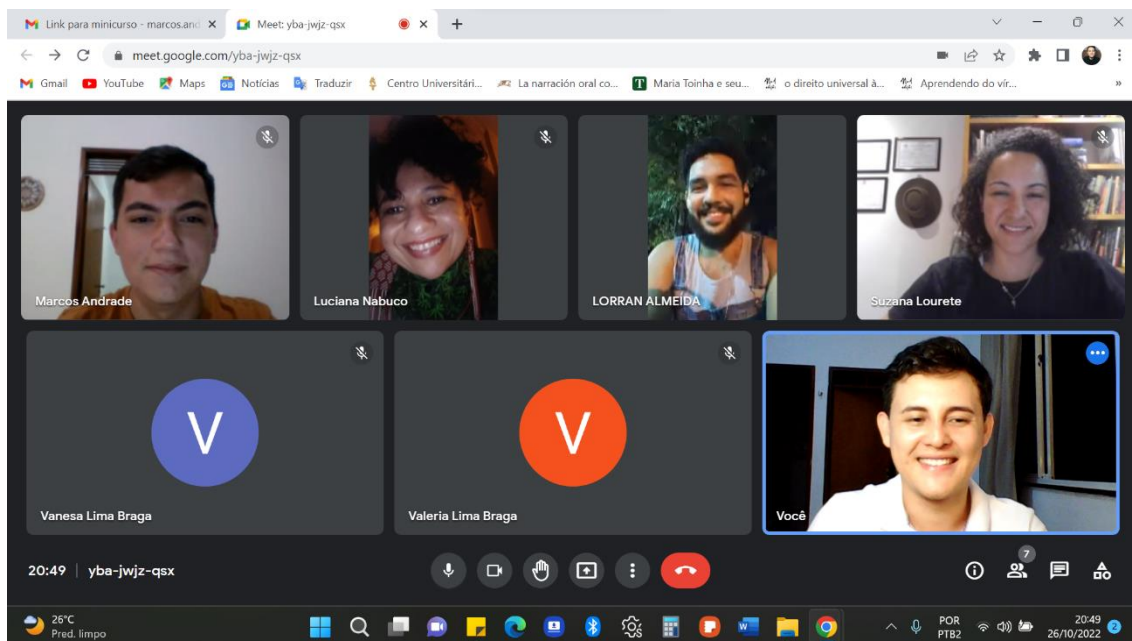 Link para minicurso - marcos.and
Meet: yba-jwjz-qsx
meet.google.com/yba-jwjz-qsx
Gmail
YouTube
Maps
Notícias
Traduzir
Centro Universitári...
La narración oral co...
Maria Toinha e seu...
o direito universal à...
Aprendendo do vír...
»
Marcos Andrade
Luciana Nabuco
LORRAN ALMEIDA
Suzana Lourete
V
V
Vanesa Lima Braga
Valeria Lima Braga
Você
20:49 | yba-jwjz-qsx
7
26°C
Pred. limpo
POR
PTB2
20:49
26/10/2022
2